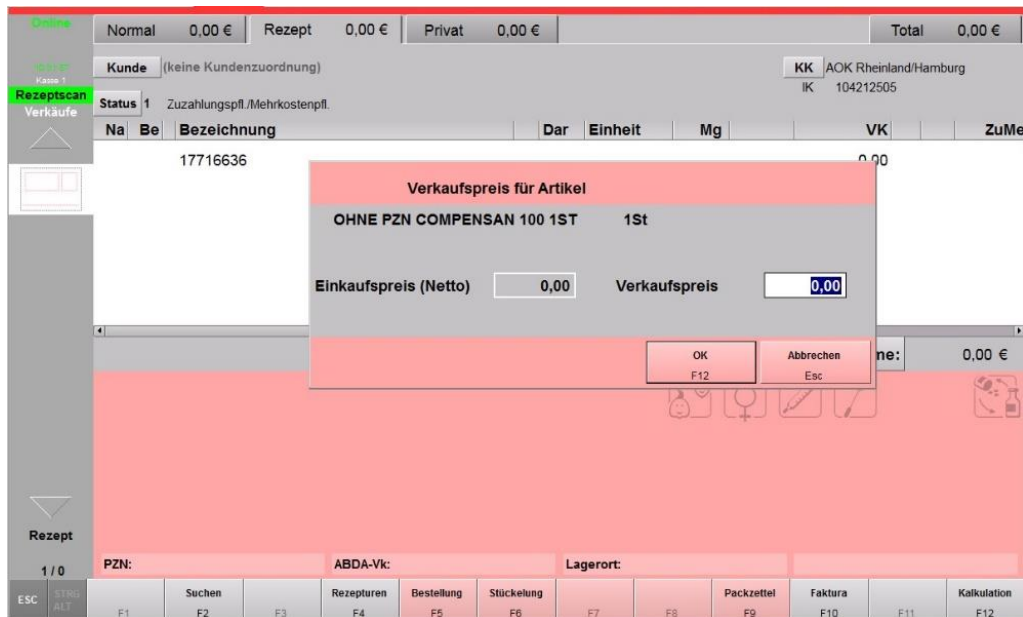 Online
Normal 0,00 € Rezept 0,00 € Privat 0,00 € Total 0,00 €
Kasse 1
Kunde (keine Kundenzuordnung) KK AOK Rheinland/Hamburg
IK 104212505
Rezeptscan
Verkäufe
Status 1 Zuzahlungspfl./Mehrkostenpfl.
Na Be Bezeichnung Dar Einheit Mg VK ZuMe
17716636
Verkaufspreis für Artikel
OHNE PZN COMPENSAN 100 1ST 1St
Einkaufspreis (Netto) 0,00 Verkaufspreis 0,00
OK
F12
Abbrechen
Esc
ne: 0,00 €
Rezept
1 / 0
PZN: ABDA-Vk: Lagerort:
ESC STRG ALT
F1
Suchen F2
F3
Rezepturen F4
Bestellung F5
Stückelung F6
F7
F8
Packzettel F9
Faktura F10
F11
Kalkulation F12